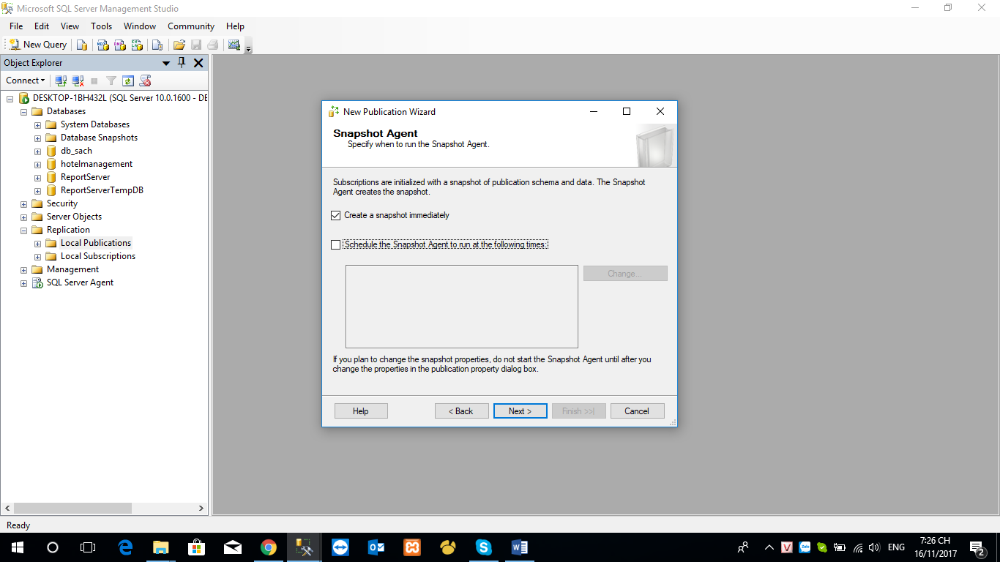 Microsoft SQL Server Management Studio
File Edit View Tools Window Community Help
New Query
Object Explorer
Connect
DESKTOP-1BH432L (SQL Server 10.0.1600 - DE
Databases
System Databases
Database Snapshots
db_sach
hotelmanagement
ReportServer
ReportServerTempDB
Security
Server Objects
Replication
Local Publications
Local Subscriptions
Management
SQL Server Agent
New Publication Wizard
Snapshot Agent
Specify when to run the Snapshot Agent.
Subscriptions are initialized with a snapshot of publication schema and data. The Snapshot
Agent creates the snapshot.
Create a snapshot immediately
Schedule the Snapshot Agent to run at the following times:
Change...
If you plan to change the snapshot properties, do not start the Snapshot Agent until after you
change the properties in the publication property dialog box.
Help < Back Next > Finish >>| Cancel
Ready
ENG
7:26 CH
16/11/2017
2